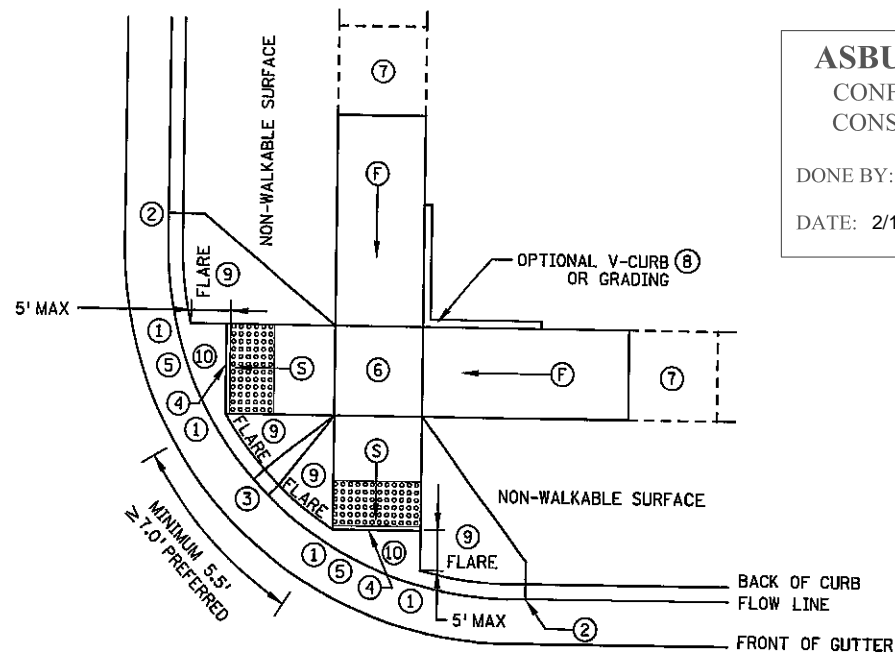 NON-WALKABLE SURFACE
7
F
2
FLARE
9
5' MAX
OPTIONAL V-CURB 8
OR GRADING
1
10
S
6
F
7
5
4
1
9
FLARE
S
9
FLARE
3
NON-WALKABLE SURFACE
9
FLARE
10
1
5
4
1
MINIMUM 5.5'
≥ 7.0' PREFERRED
BACK OF CURB
FLOW LINE
5' MAX
2
FRONT OF GUTTER
DONE BY:
DATE: 2/1